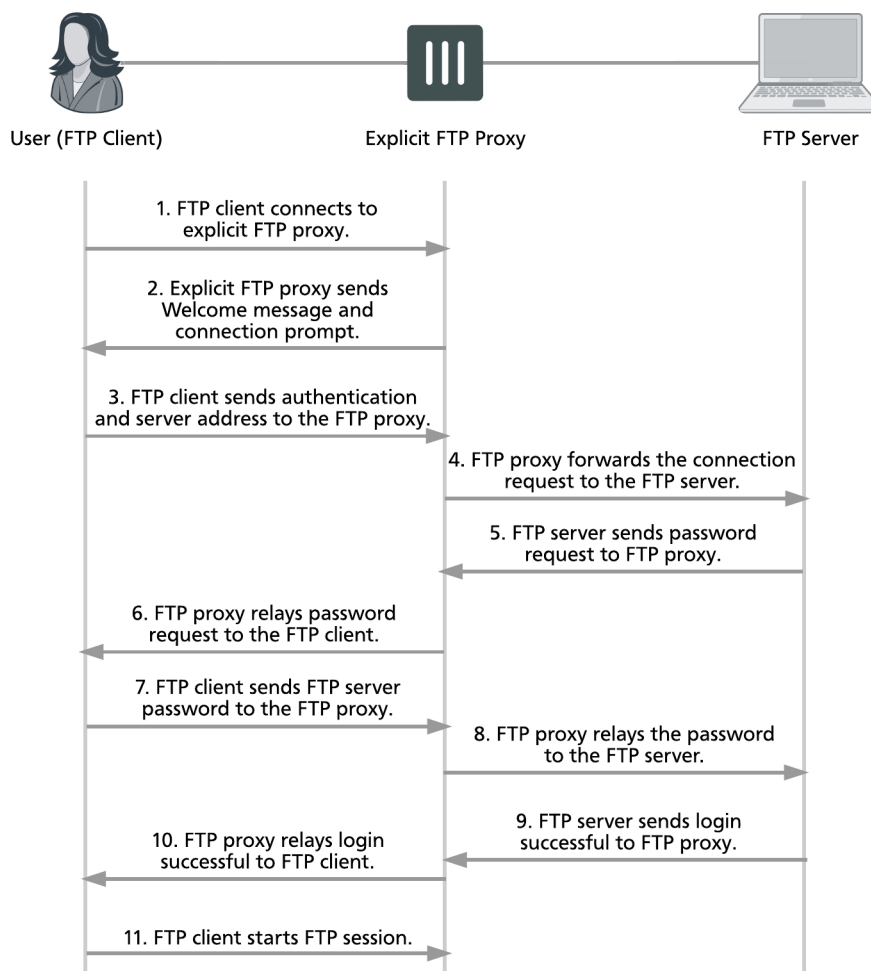 User (FTP Client)
Explicit FTP Proxy
FTP Server
1. FTP client connects to
explicit FTP proxy.
2. Explicit FTP proxy sends
Welcome message and
connection prompt.
3. FTP client sends authentication
and server address to the FTP proxy.
4. FTP proxy forwards the connection
request to the FTP server.
5. FTP server sends password
request to FTP proxy.
6. FTP proxy relays password
request to the FTP client.
7. FTP client sends FTP server
password to the FTP proxy.
8. FTP proxy relays the password
to the FTP server.
9. FTP server sends login
successful to FTP proxy.
10. FTP proxy relays login
successful to FTP client.
11. FTP client starts FTP session.